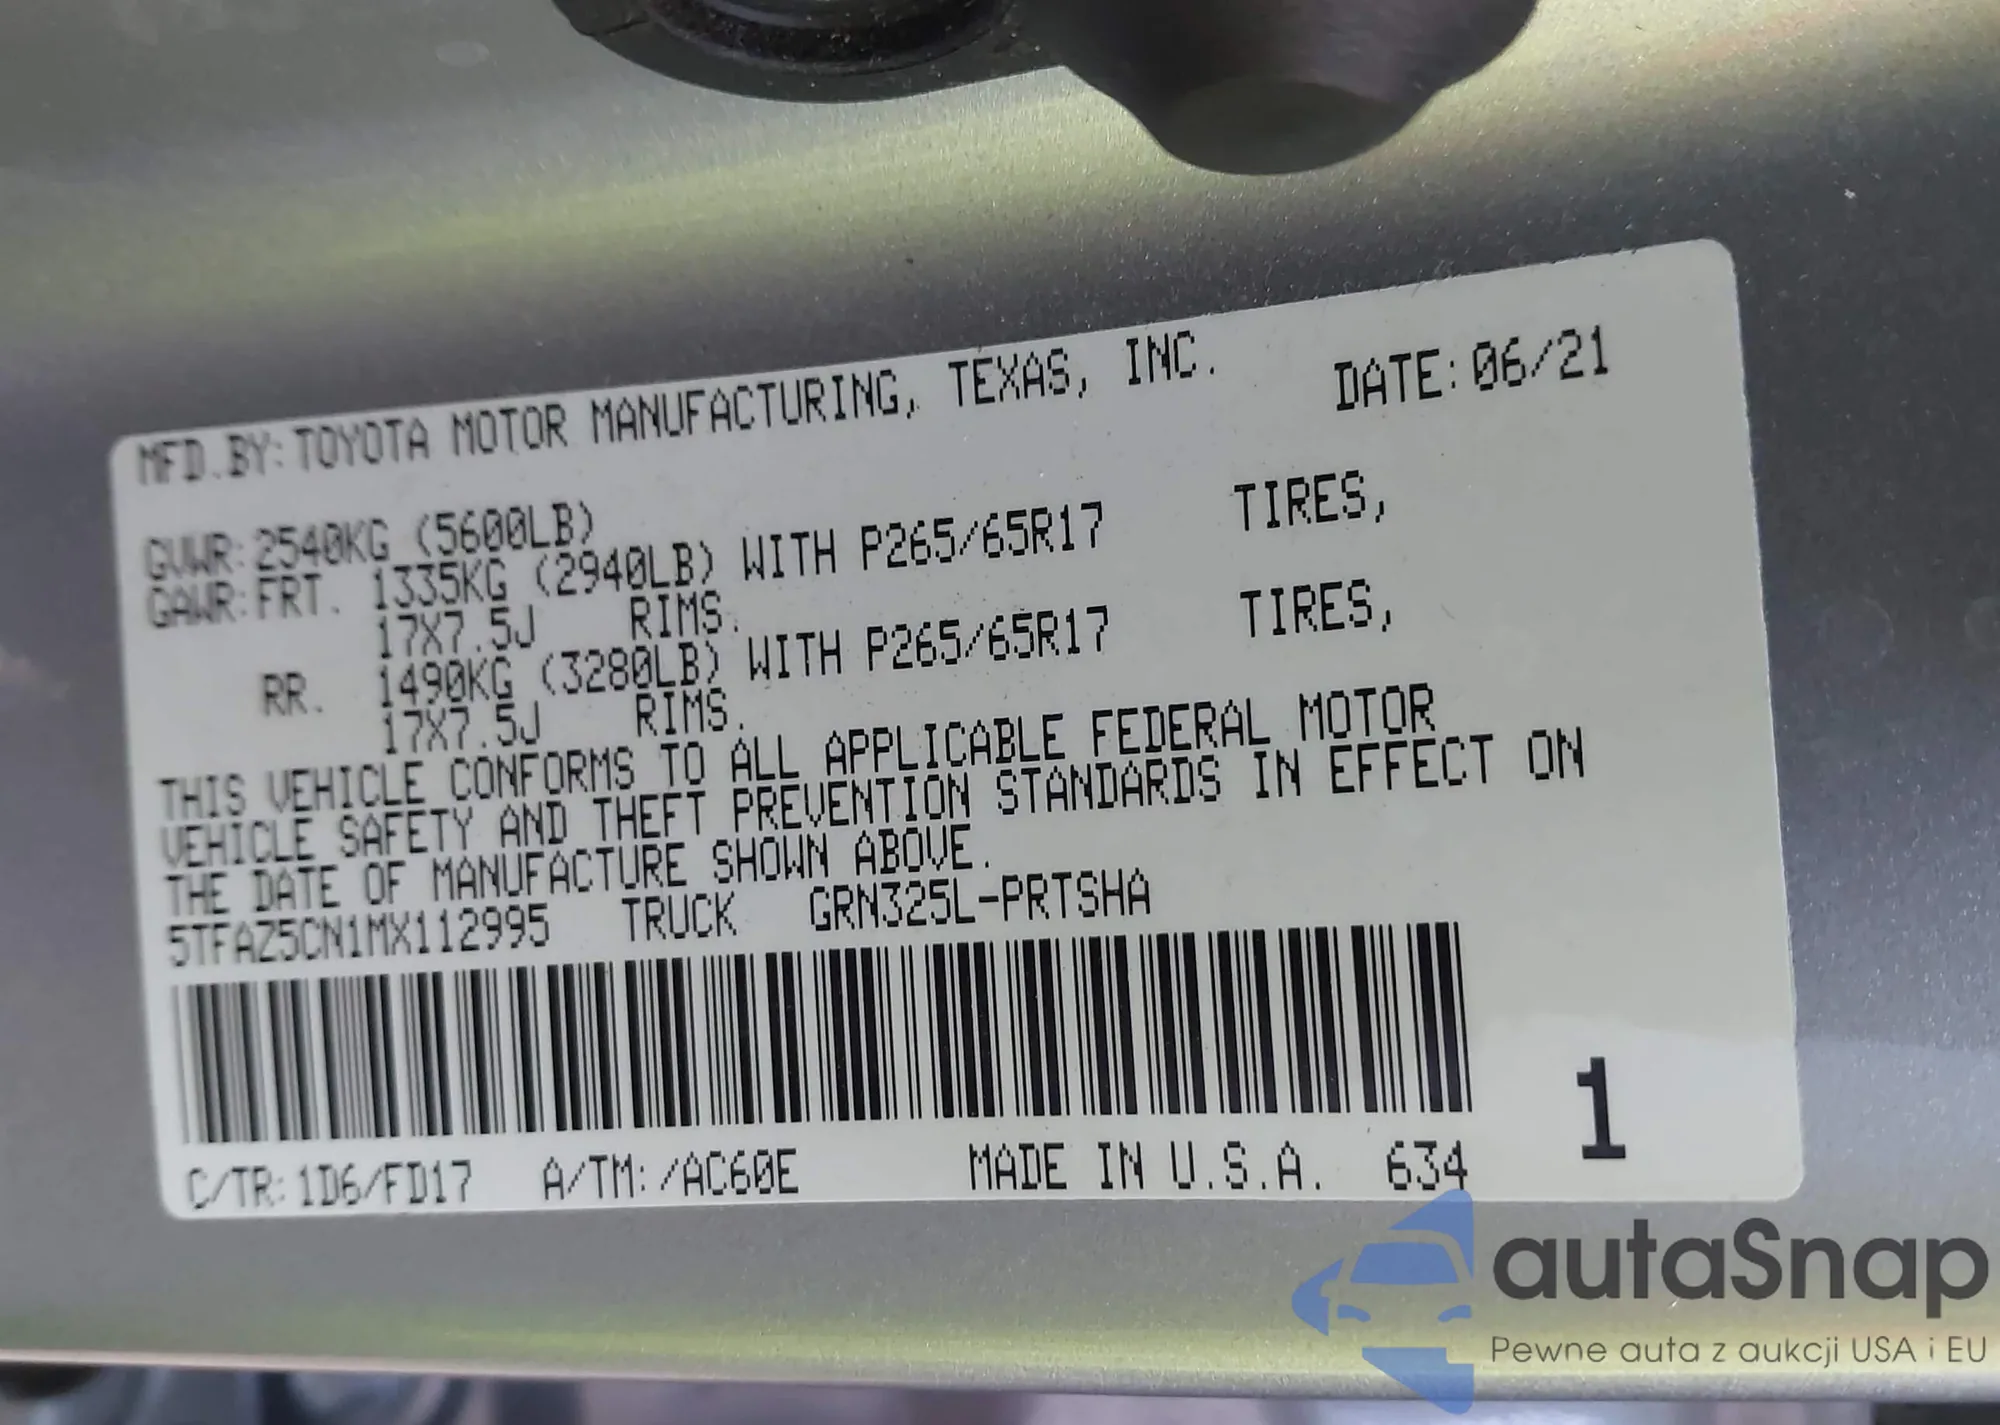 MFD.BY:TOYOTA MOTOR MANUFACTURING, TEXAS, INC. DATE:06/21
GVWR:2540KG (5600LB)
GAWR:FRT. 1335KG (2940LB) WITH P265/65R17 TIRES,
17X7.5J RIMS.
RR. 1490KG (3280LB) WITH P265/65R17 TIRES,
17X7.5J RIMS.
THIS VEHICLE CONFORMS TO ALL APPLICABLE FEDERAL MOTOR
VEHICLE SAFETY AND THEFT PREVENTION STANDARDS IN EFFECT ON
THE DATE OF MANUFACTURE SHOWN ABOVE.
5TFAZ5CN1MX112995 TRUCK GRN325L-PRTSHA
1
C/TR:1D6/FD17 A/TM:/AC60E MADE IN U.S.A. 634
autaSnap
Pewne auta z aukcji USA i EU